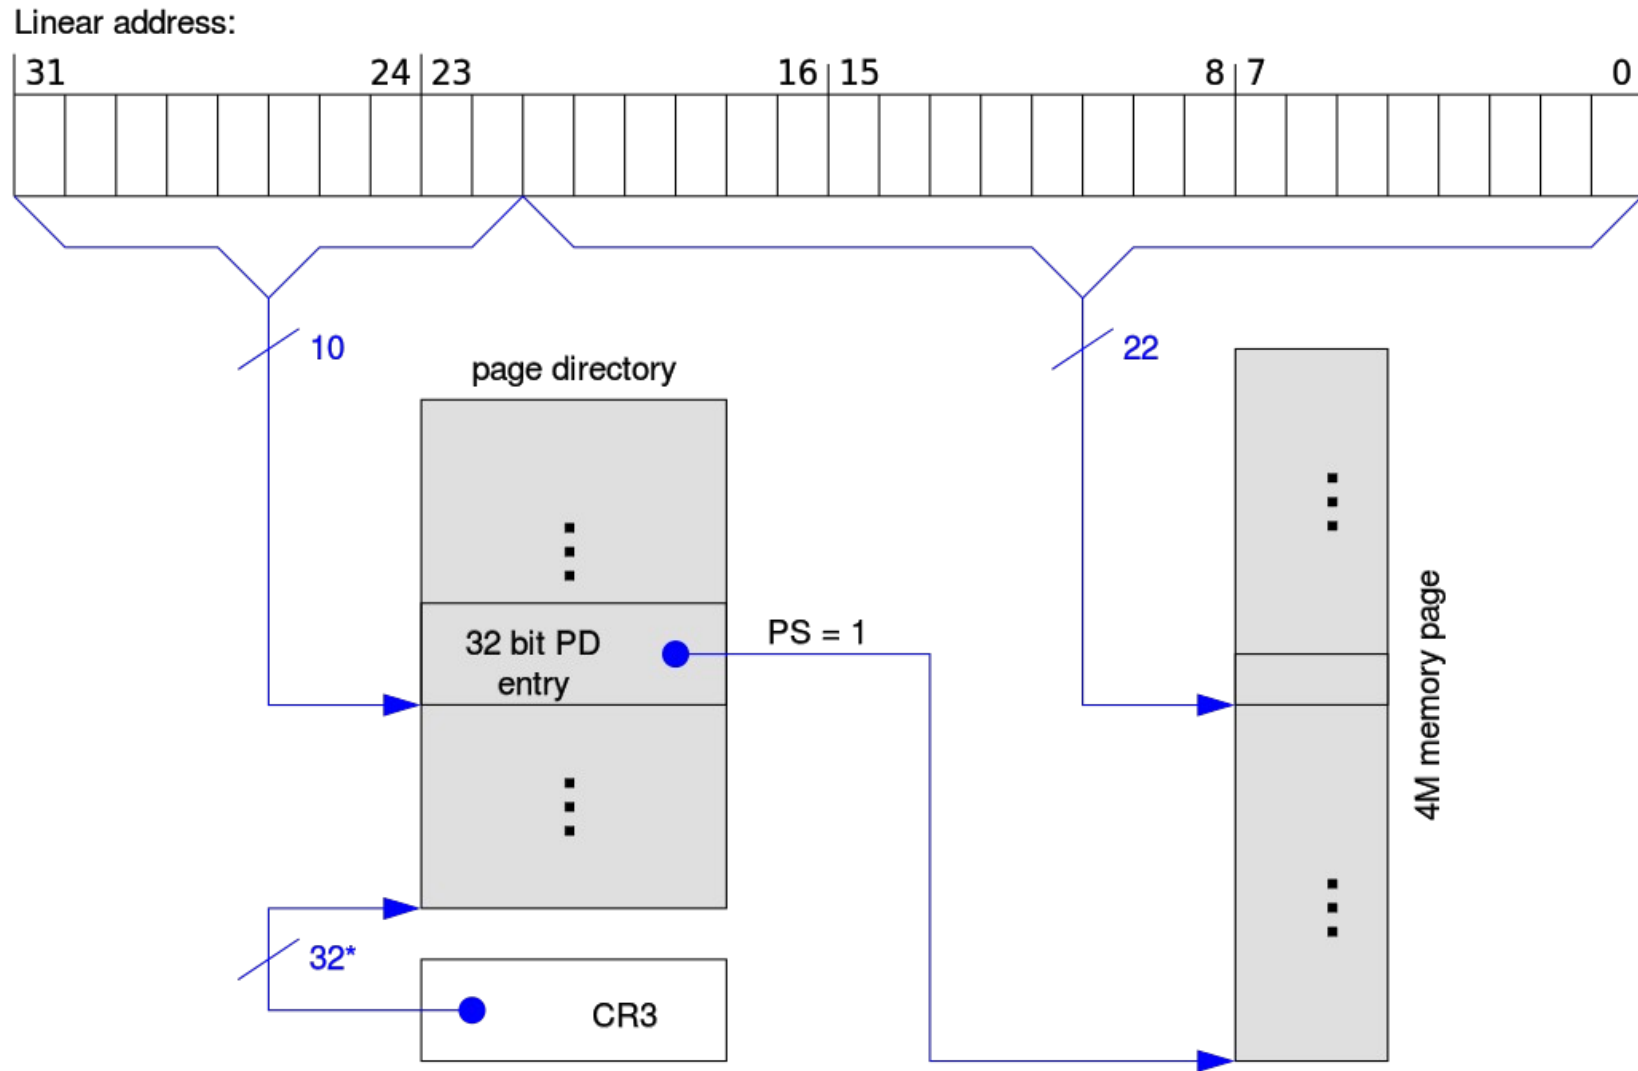 Linear address:
31 24 23 16 15 8 7 0
10
22
page directory
32 bit PD
entry
PS = 1
4M memory page
32*
CR3